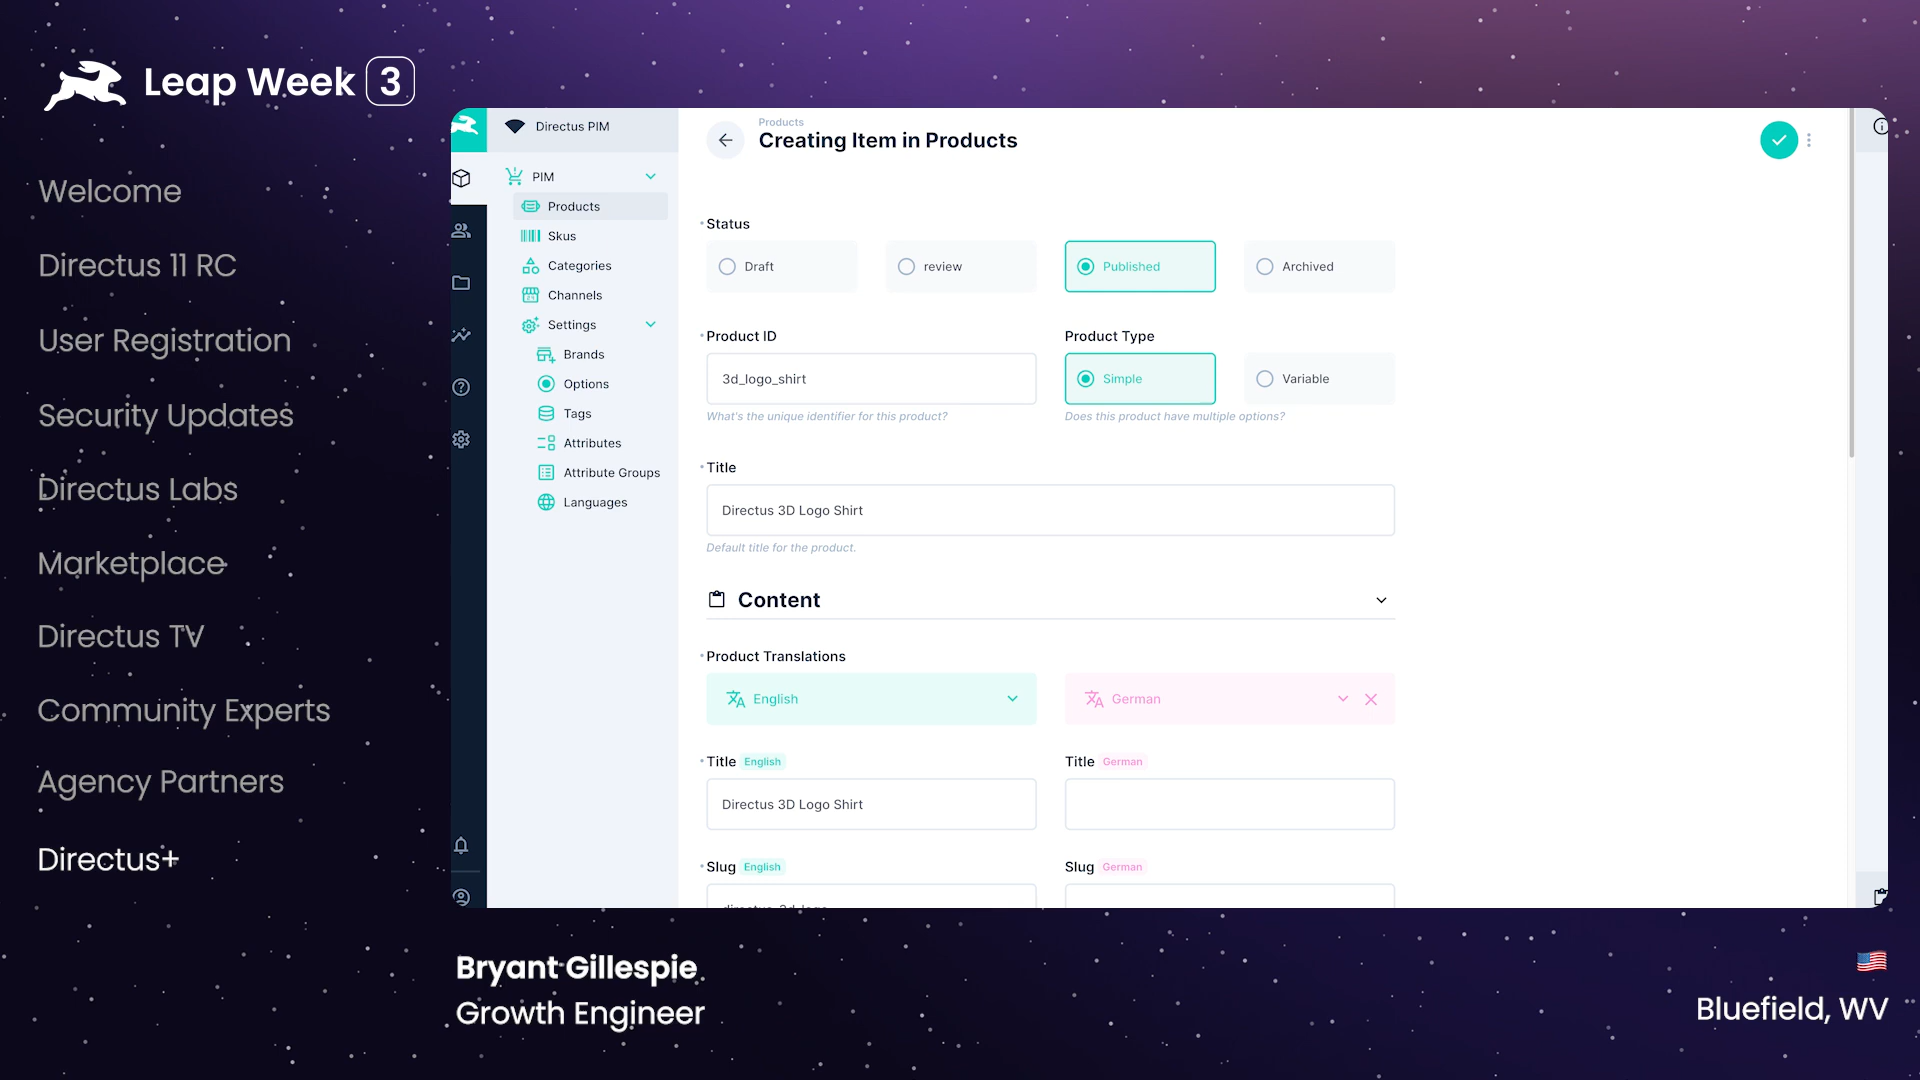 Leap Week 3
Welcome
Directus 11 RC
User Registration
Security Updates
Directus Labs
Marketplace
Directus TV
Community Experts
Agency Partners
Directus+
Directus PIM
PIM
Products
Skus
Categories
Channels
Settings
Brands
Options
Tags
Attributes
Attribute Groups
Languages
Products
Creating Item in Products
Status
Draft
review
Published
Archived
Product ID
Product Type
3d_logo_shirt
Simple
Variable
What's the unique identifier for this product?
Does this product have multiple options?
Title
Directus 3D Logo Shirt
Default title for the product.
Content
Product Translations
English
German
Title English
Title German
Directus 3D Logo Shirt
Slug English
Slug German
Bryant Gillespie
Growth Engineer
Bluefield, WV